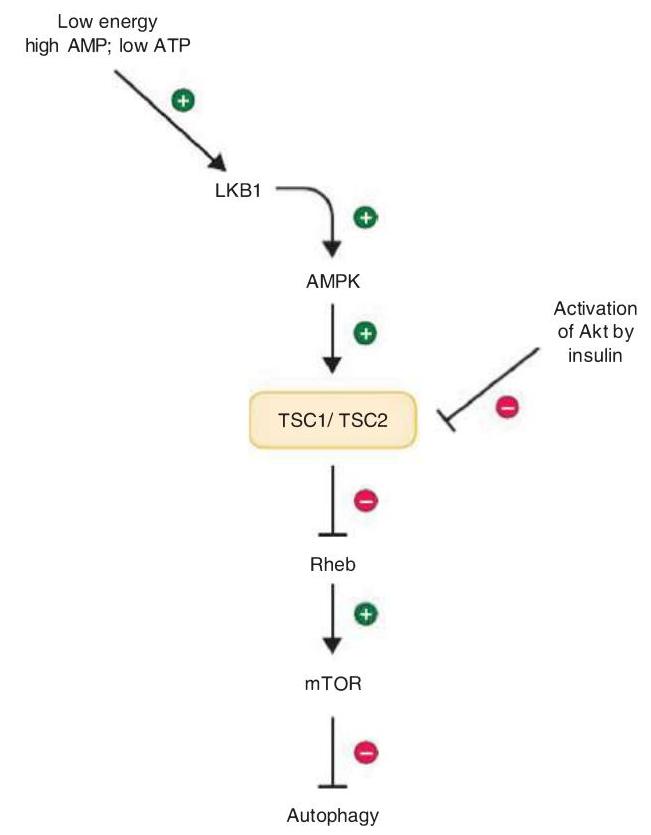 Low energy
high AMP; low ATP
+
LKB1
+
AMPK
+
Activation
of Akt by
insulin
−
TSC1/ TSC2
−
Rheb
+
mTOR
−
Autophagy